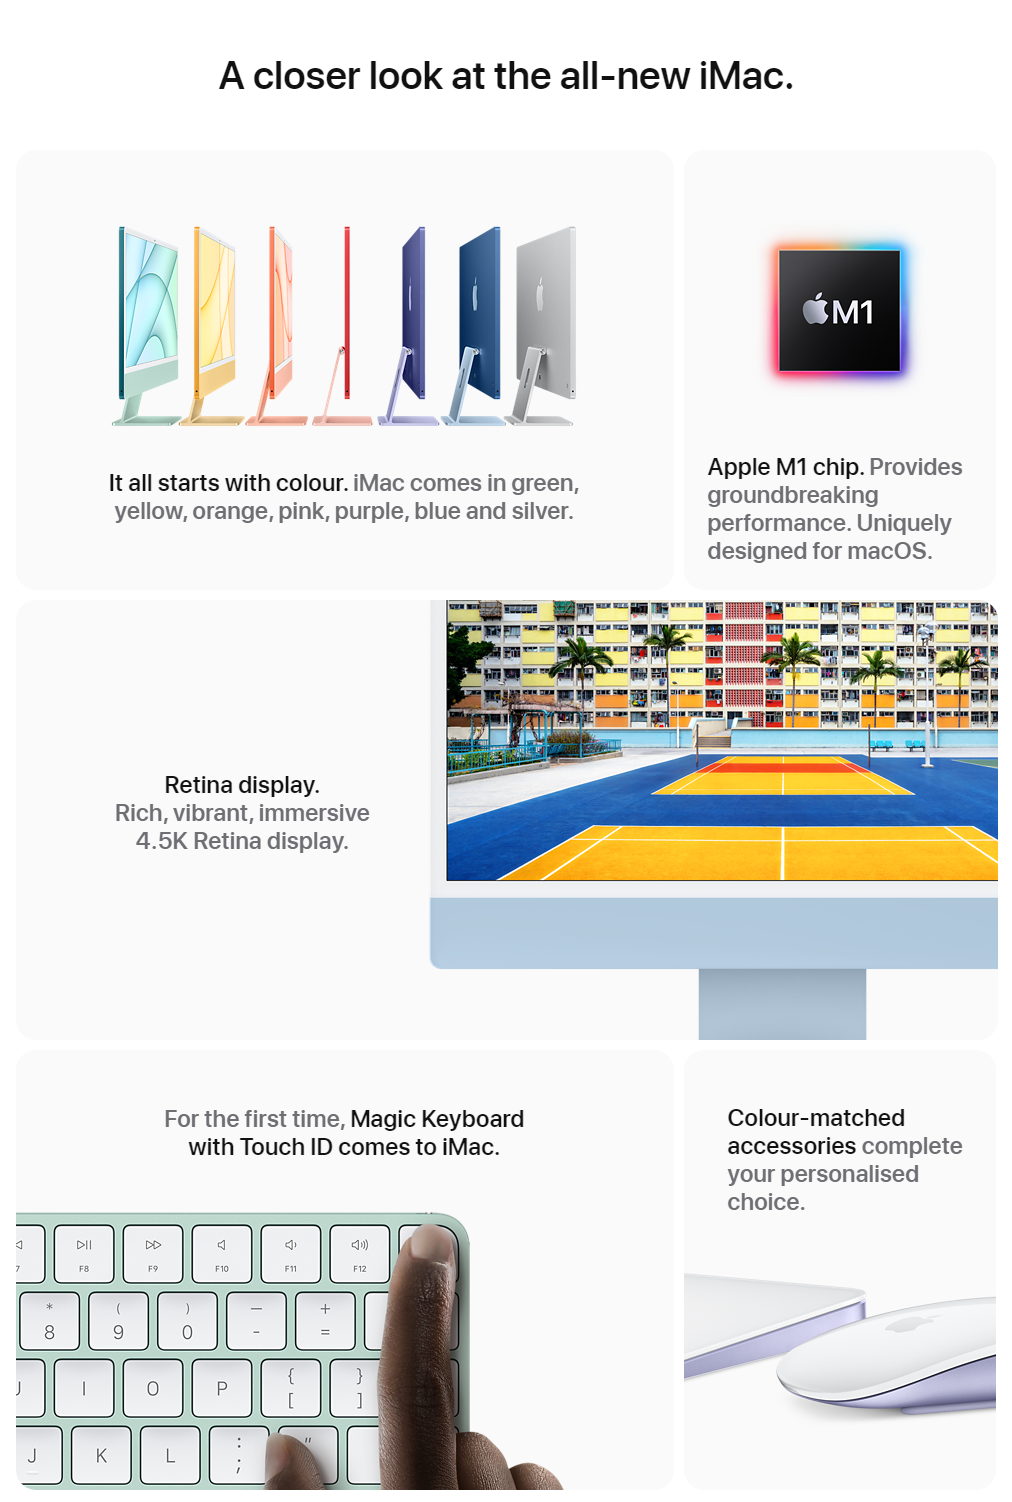 A closer look at the all-new iMac.
M1
It all starts with colour. iMac comes in green,
yellow, orange, pink, purple, blue and silver.
Apple M1 chip. Provides
groundbreaking
performance. Uniquely
designed for macOS.
Retina display.
Rich, vibrant, immersive
4.5K Retina display.
For the first time, Magic Keyboard
with Touch ID comes to iMac.
Colour-matched
accessories complete
your personalised
choice.
F8 F9 F10 F11 F12
* ( ) — +
8 9 0 - =
{ }
I O P [ ]
: "
J K L ;